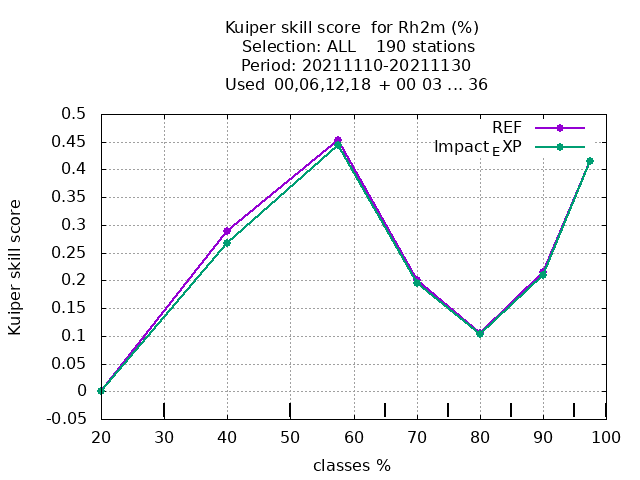 Kuiper skill score for Rh2m (%)
Selection: ALL 190 stations
Period: 20211110-20211130
Used 00,06,12,18 + 00 03 ... 36
0.5
0.45
0.4
0.35
0.3
0.25
0.2
0.15
0.1
0.05
0
-0.05
Kuiper skill score
REF
Impact_EXP
20 30 40 50 60 70 80 90 100
classes %